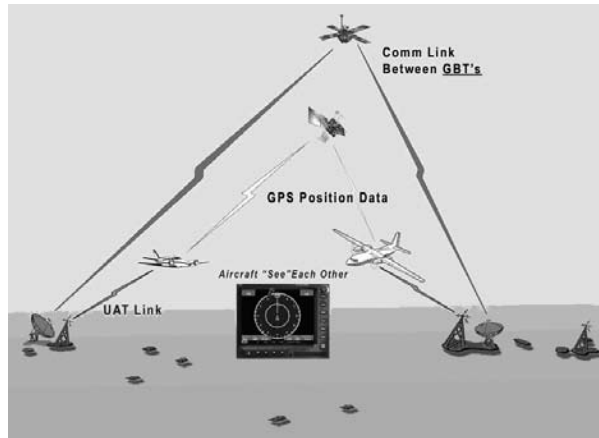 Comm Link
Between GBT's
GPS Position Data
Aircraft "See"Each Other
UAT Link